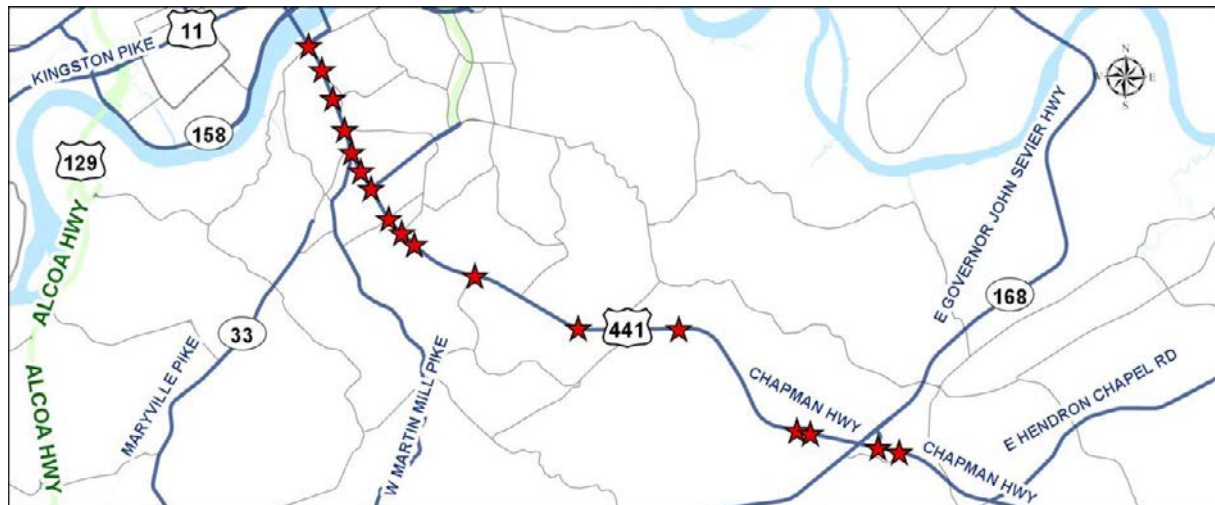 11
KINGSTON PIKE
158
129
ALCOA HWY
ALCOA HWY
33
MARYVILLE PIKE
W MARTIN MILL PIKE
441
CHAPMAN HWY
CHAPMAN HWY
E GOVERNOR JOHN SEVIER HWY
168
E HENDRON CHAPEL RD
N
W
E
S